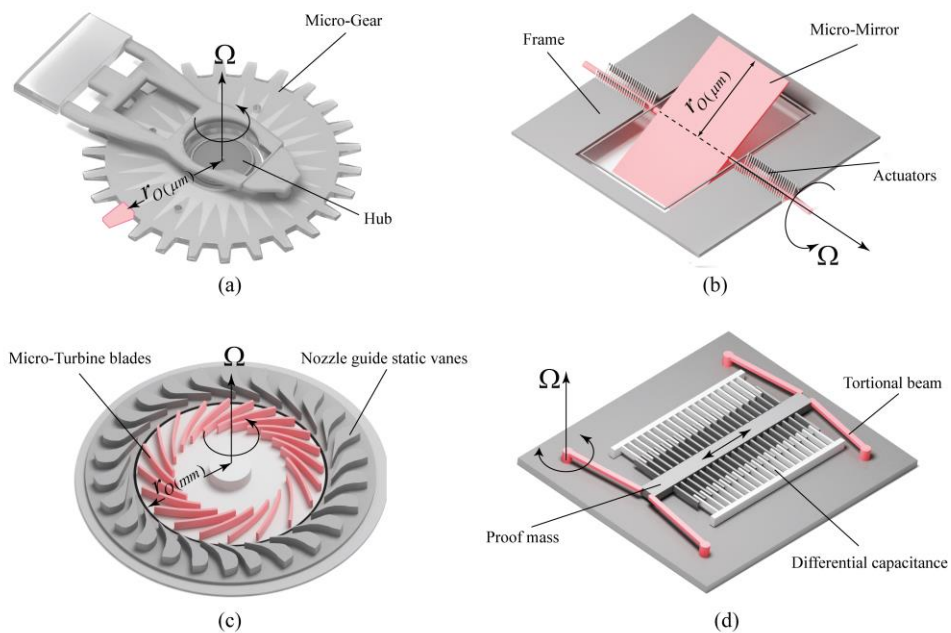 Micro-Gear
Ω
r_O(μm)
Hub
(a)
Frame
Micro-Mirror
r_O(μm)
Actuators
Ω
(b)
Micro-Turbine blades
Ω
Nozzle guide static vanes
r_O(mm)
(c)
Ω
Tortional beam
Proof mass
Differential capacitance
(d)